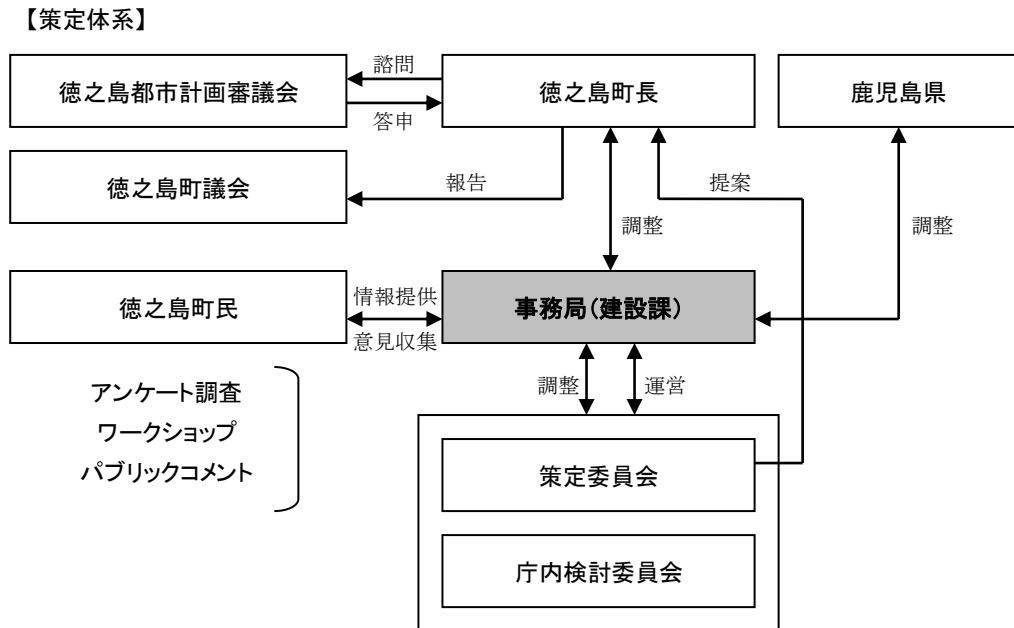 【策定体系】
徳之島都市計画審議会
諮問
答申
徳之島町長
鹿児島県
徳之島町議会
報告
提案
調整
調整
徳之島町民
情報提供
意見収集
事務局（建設課）
アンケート調査
ワークショップ
パブリックコメント
調整
運営
策定委員会
庁内検討委員会